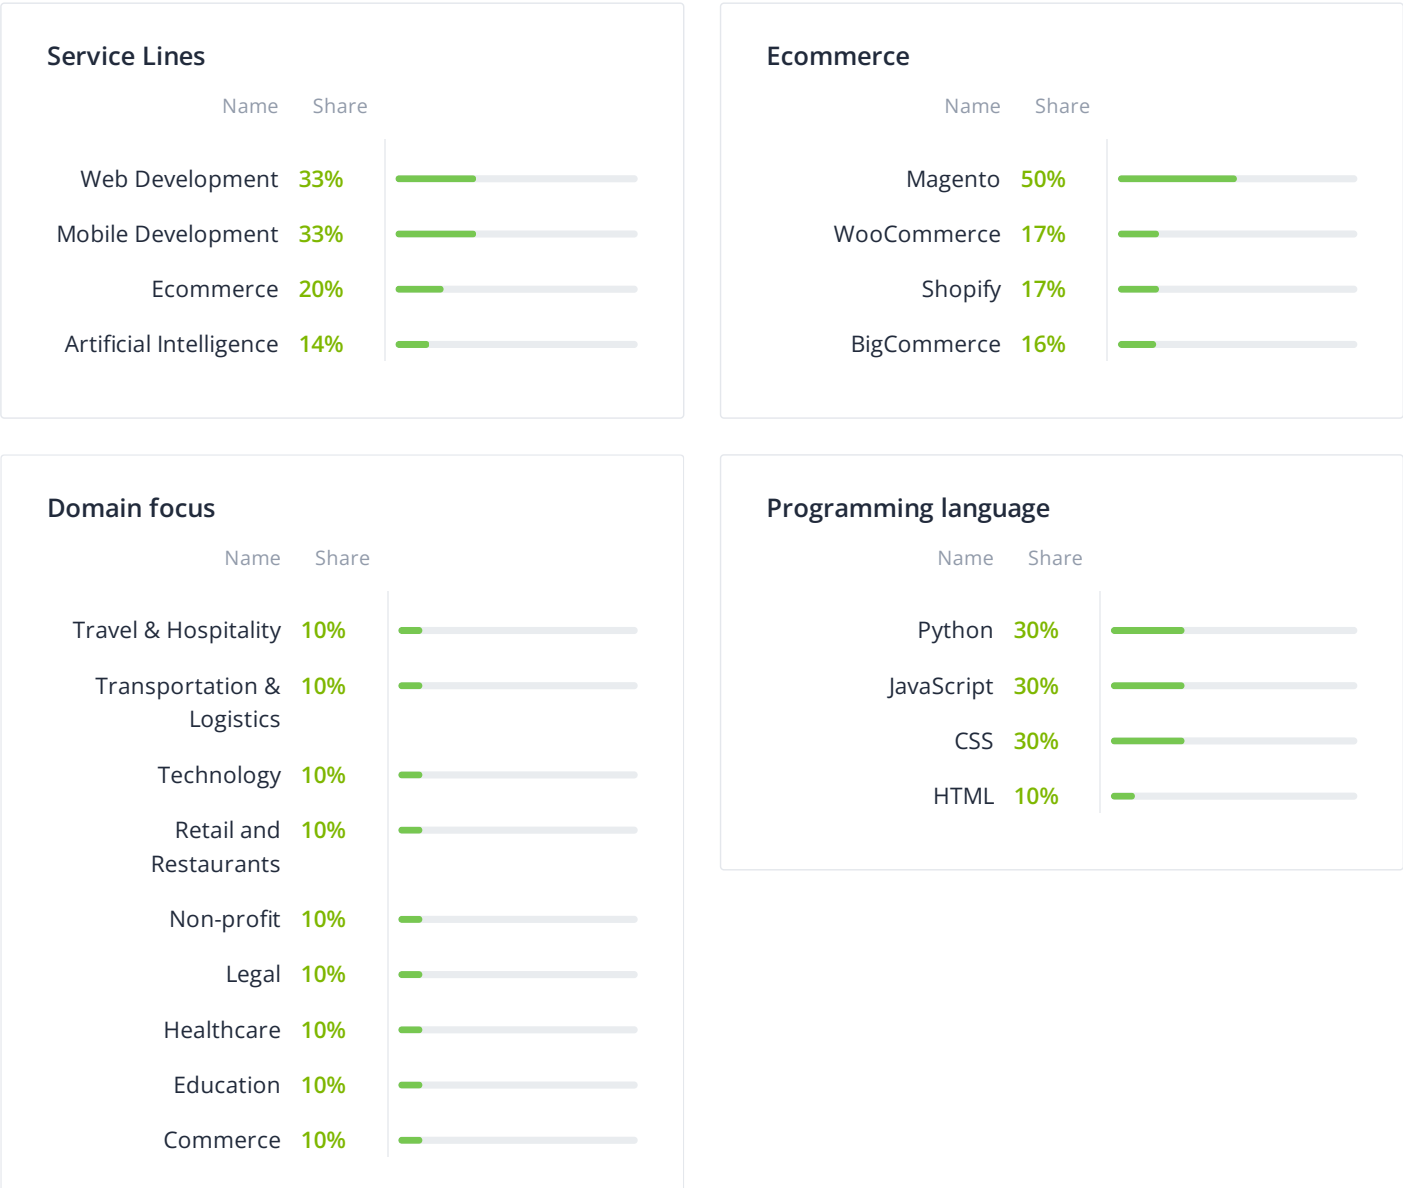 Service Lines
Name Share
Web Development 33%
Mobile Development 33%
Ecommerce 20%
Artificial Intelligence 14%
Ecommerce
Name Share
Magento 50%
WooCommerce 17%
Shopify 17%
BigCommerce 16%
Domain focus
Name Share
Travel & Hospitality 10%
Transportation & 10%
Logistics
Technology 10%
Retail and 10%
Restaurants
Non-profit 10%
Legal 10%
Healthcare 10%
Education 10%
Commerce 10%
Programming language
Name Share
Python 30%
JavaScript 30%
CSS 30%
HTML 10%